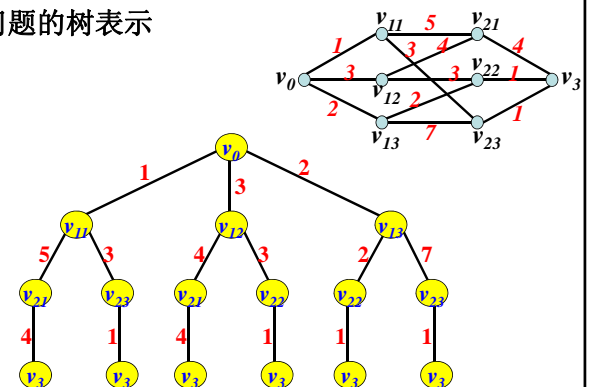 问题的树表示
v11 5 v21
1 3 4 4
v0 3 v12 3 v22 1 v3
2 2 1
v13 7 v23
v0
1 3 2
v11 v12 v13
5 3 4 3 2 7
v21 v23 v21 v22 v22 v23
4 1 4 1 1 1
v3 v3 v3 v3 v3 v3